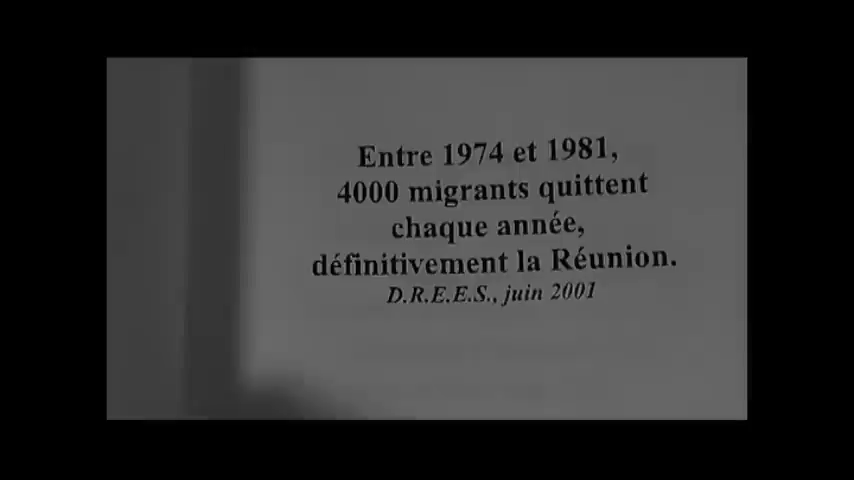 Entre 1974 et 1981,
4000 migrants quittent
chaque année,
définitivement la Réunion.
D.R.E.E.S., juin 2001